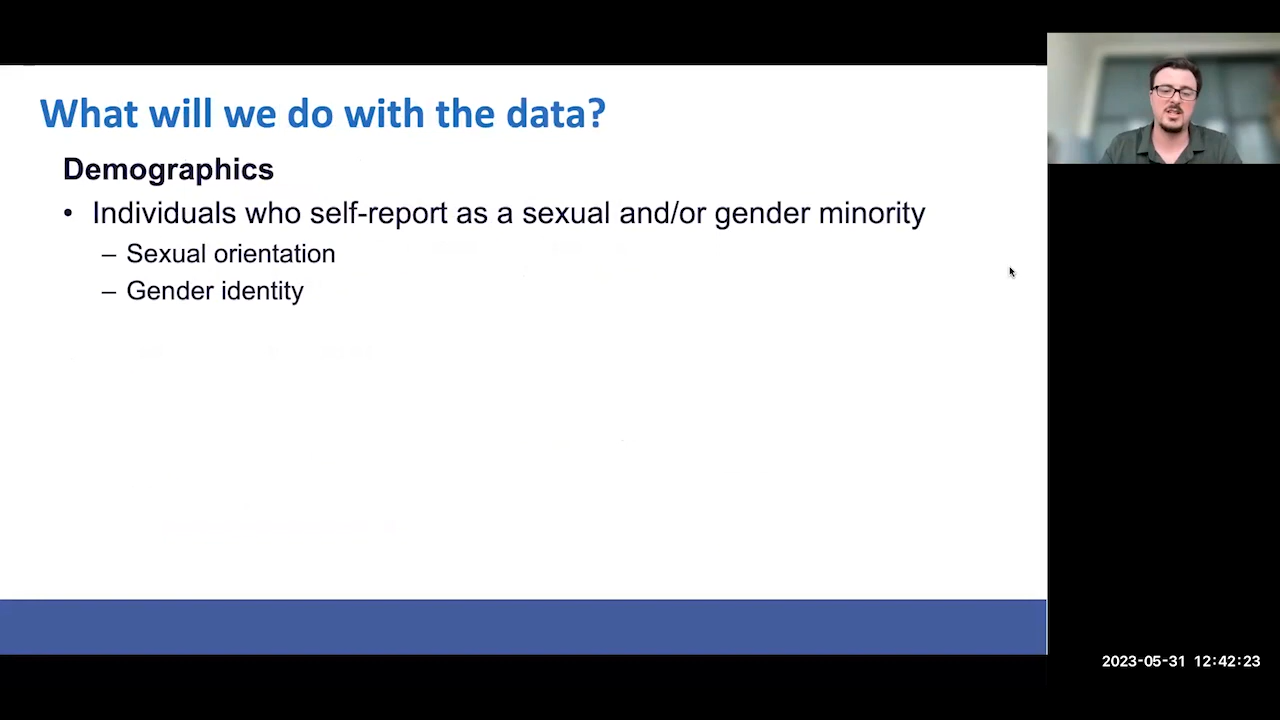 What will we do with the data?
Demographics
• Individuals who self-report as a sexual and/or gender minority
– Sexual orientation
– Gender identity
2023-05-31 12:42:23